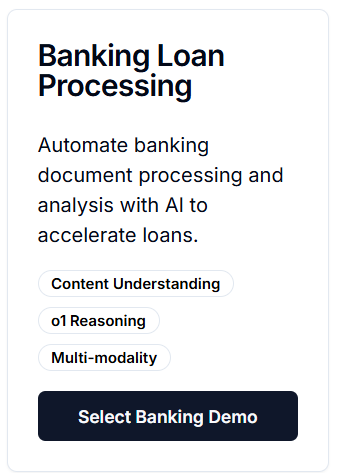 Banking Loan
Processing
Automate banking
document processing and
analysis with AI to
accelerate loans.
Content Understanding
o1 Reasoning
Multi-modality
Select Banking Demo